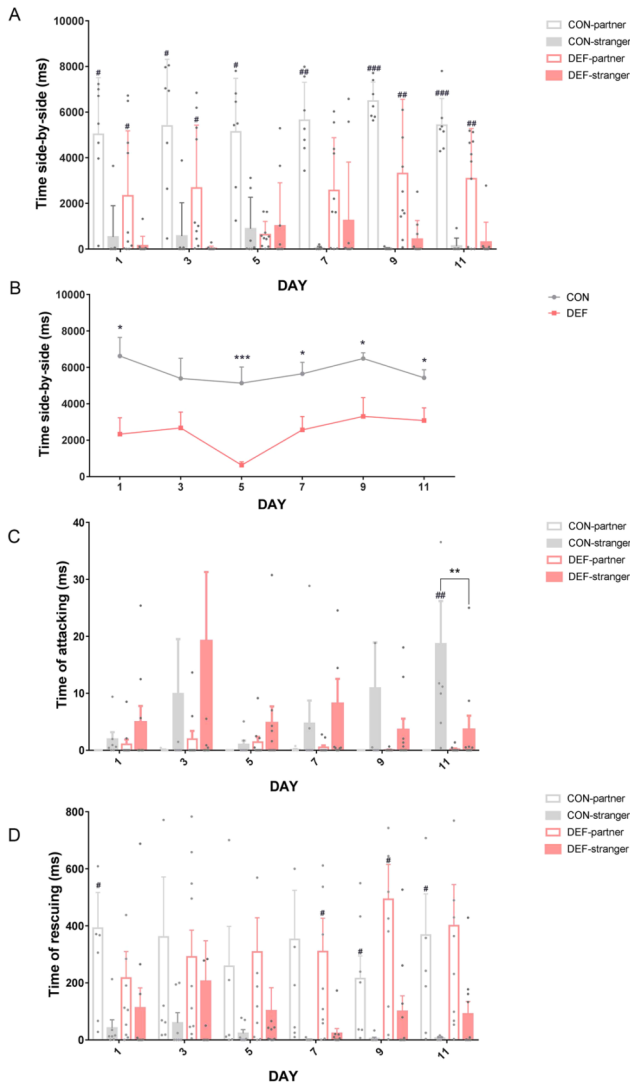 A
CON-partner
CON-stranger
DEF-partner
DEF-stranger
Time side-by-side (ms)
10000
8000
6000
4000
2000
0
# # # # # ## ### ## ### ##
1 3 5 7 9 11
DAY
B
CON
DEF
Time side-by-side (ms)
10000
8000
6000
4000
2000
0
* *** * * *
1 3 5 7 9 11
DAY
C
CON-partner
CON-stranger
DEF-partner
DEF-stranger
Time of attacking (ms)
40
30
20
10
0
**
##
1 3 5 7 9 11
DAY
D
CON-partner
CON-stranger
DEF-partner
DEF-stranger
Time of rescuing (ms)
800
600
400
200
0
# # # # #
1 3 5 7 9 11
DAY